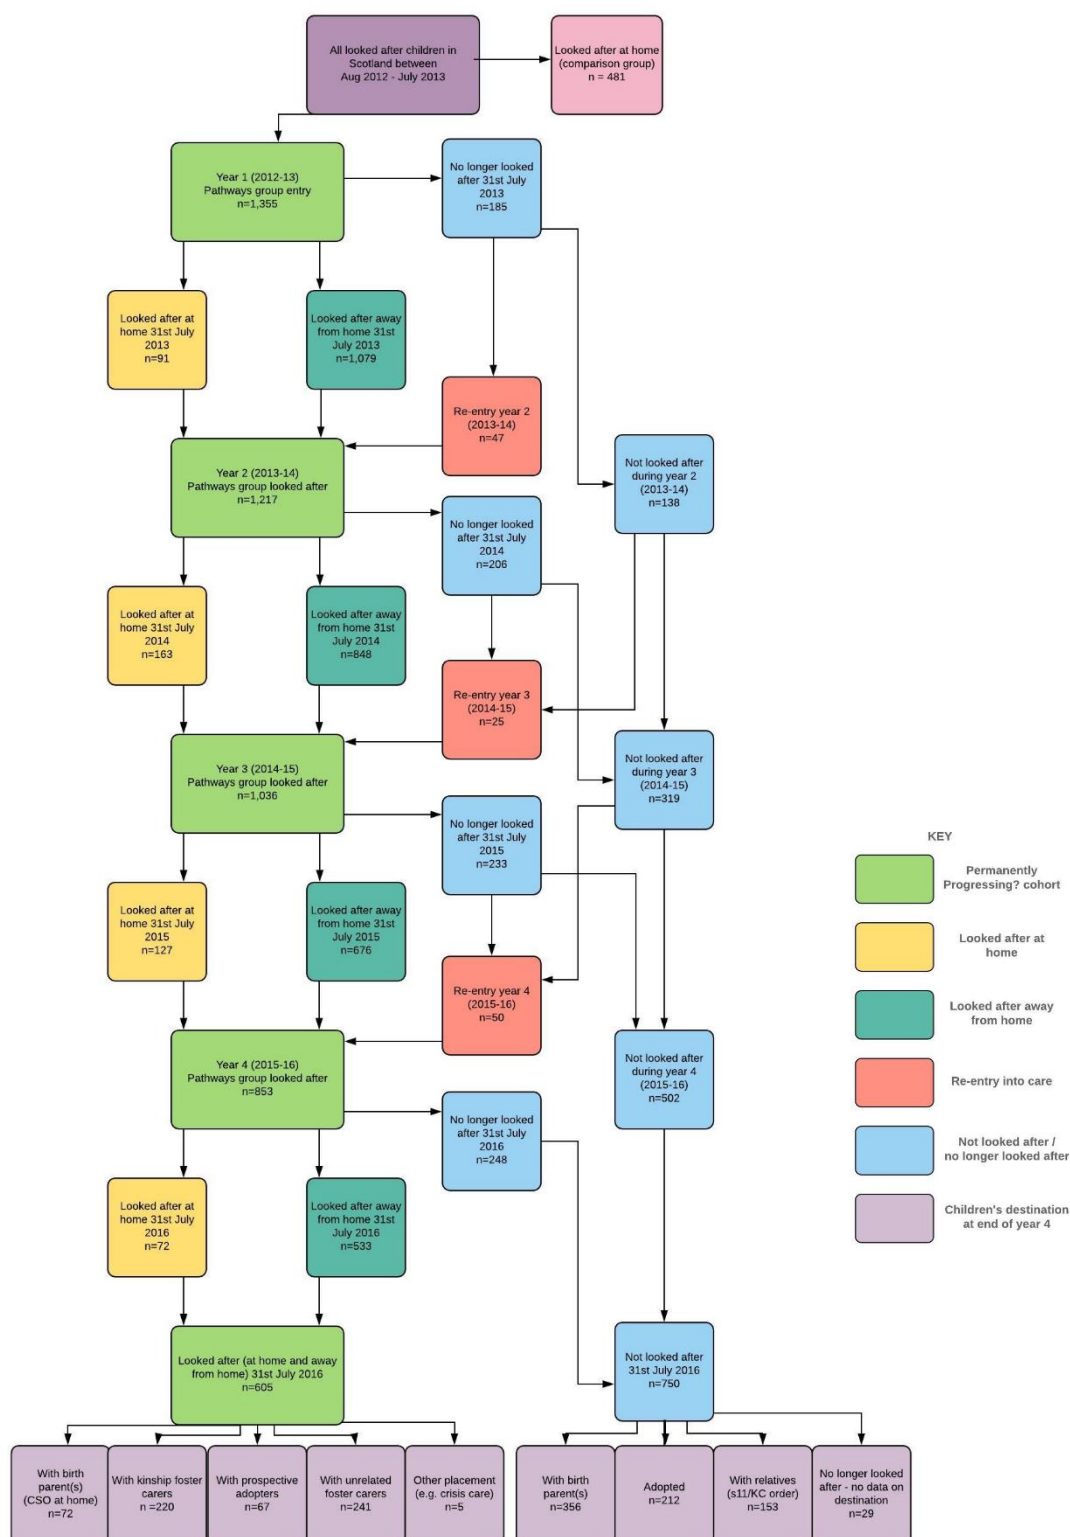 All looked after children in
Scotland between
Aug 2012 - July 2013
Looked after at home
(comparison group)
n = 481
Year 1 (2012-13)
Pathways group entry
n=1,355
No longer looked
after 31st July
2013
n=185
Looked after at
home 31st July
2013
n=91
Looked after away
from home 31st
July 2013
n=1,079
Re-entry year 2
(2013-14)
n=47
Year 2 (2013-14)
Pathways group looked after
n=1,217
Not looked after
during year 2
(2013-14)
n=138
No longer looked
after 31st July
2014
n=206
Looked after at
home 31st July
2014
n=163
Looked after away
from home 31st
July 2014
n=848
Re-entry year 3
(2014-15)
n=25
Year 3 (2014-15)
Pathways group looked after
n=1,036
Not looked after
during year 3
(2014-15)
n=319
No longer looked
after 31st July
2015
n=233
Looked after at
home 31st July
2015
n=127
Looked after away
from home 31st
July 2015
n=676
Re-entry year 4
(2015-16)
n=50
Year 4 (2015-16)
Pathways group looked after
n=853
Not looked after
during year 4
(2015-16)
n=502
No longer looked
after 31st July
2016
n=248
Looked after at
home 31st July
2016
n=72
Looked after away
from home 31st
July 2016
n=533
Looked after (at home and away
from home) 31st July 2016
n=605
Not looked after
31st July 2016
n=750
With birth
parent(s)
(CSO at home)
n=72
With kinship foster
carers
n =220
With prospective
adopters
n=67
With unrelated
foster carers
n=241
Other placement
(e.g. crisis care)
n=5
With birth
parent(s)
n=356
Adopted
n=212
With relatives
(s11/KC order)
n=153
No longer looked
after - no data on
destination
n=29
KEY
Permanently
Progressing? cohort
Looked after at
home
Looked after away
from home
Re-entry into care
Not looked after /
no longer looked after
Children's destination
at end of year 4